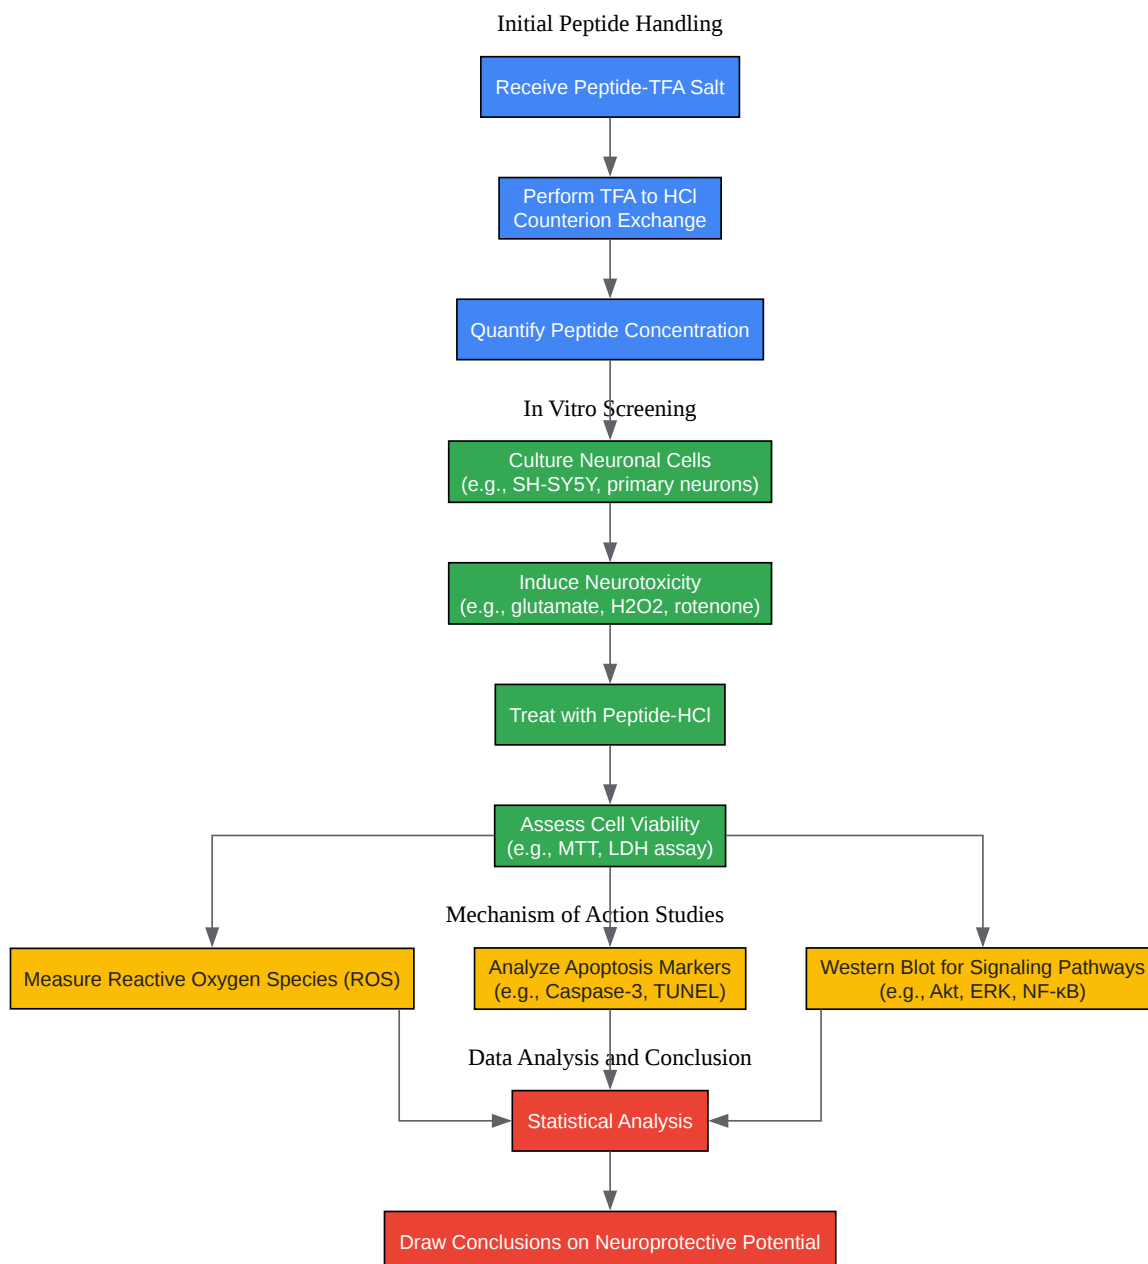 Initial Peptide Handling
Receive Peptide-TFA Salt
Perform TFA to HCl
Counterion Exchange
Quantify Peptide Concentration
In Vitro Screening
Culture Neuronal Cells
(e.g., SH-SY5Y, primary neurons)
Induce Neurotoxicity
(e.g., glutamate, H2O2, rotenone)
Treat with Peptide-HCl
Assess Cell Viability
(e.g., MTT, LDH assay)
Mechanism of Action Studies
Measure Reactive Oxygen Species (ROS)
Analyze Apoptosis Markers
(e.g., Caspase-3, TUNEL)
Western Blot for Signaling Pathways
(e.g., Akt, ERK, NF-κB)
Data Analysis and Conclusion
Statistical Analysis
Draw Conclusions on Neuroprotective Potential